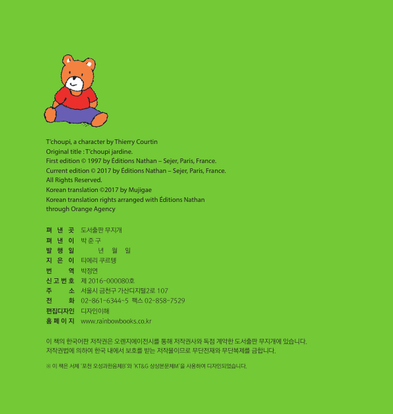 T'choupi, a character by Thierry Courtin
Original title : T'choupi jardine.
First edition © 1997 by Éditions Nathan – Sejer, Paris, France.
Current edition © 2017 by Éditions Nathan – Sejer, Paris, France.
All Rights Reserved.
Korean translation ©2017 by Mujigae
Korean translation rights arranged with Éditions Nathan
through Orange Agency
펴 낸 곳 도서출판 무지개
펴 낸 이 박 준 구
발 행 일 년 월 일
지 은 이 티에리 쿠르탱
번 역 박정연
신 고 번 호 제 2016-000080호
주 소 서울시 금천구 가산디지털2로 107
전 화 02-861-6344~5 팩스 02-858-7529
편집디자인 디자인이메
홈 페 이 지 www.rainbowbooks.co.kr
이 책의 한국어판 저작권은 오렌지에이전시를 통해 저작권사와 독점 계약한 도서출판 무지개에 있습니다.
저작권법에 의하여 한국 내에서 보호를 받는 저작물이므로 무단전재와 무단복제를 금합니다.
※ 이 책은 서체 '포천 오성과한음체B'와 'KT&G 상상본문체M'을 사용하여 디자인되었습니다.